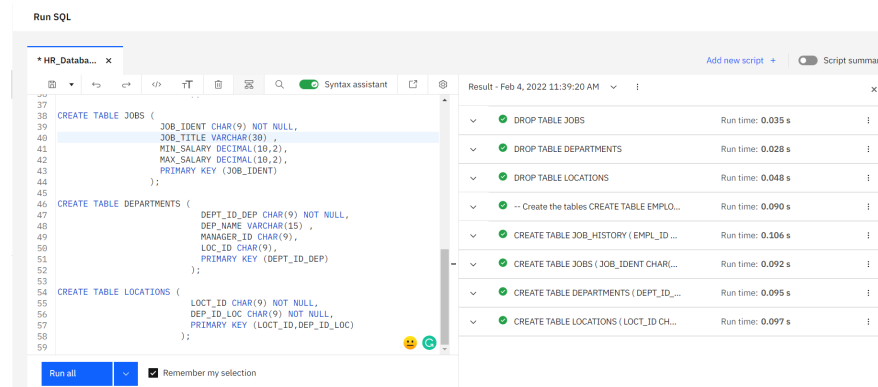 Run SQL
* HR_Databa... ×
Add new script +
Script summar
</> TT Syntax assistant
Result - Feb 4, 2022 11:39:20 AM
37
38 CREATE TABLE JOBS (
39 JOB_IDENT CHAR(9) NOT NULL,
40 JOB_TITLE VARCHAR(30) ,
41 MIN_SALARY DECIMAL(10,2),
42 MAX_SALARY DECIMAL(10,2),
43 PRIMARY KEY (JOB_IDENT)
44 );
45
46 CREATE TABLE DEPARTMENTS (
47 DEPT_ID_DEP CHAR(9) NOT NULL,
48 DEP_NAME VARCHAR(15) ,
49 MANAGER_ID CHAR(9),
50 LOC_ID CHAR(9),
51 PRIMARY KEY (DEPT_ID_DEP)
52 );
53
54 CREATE TABLE LOCATIONS (
55 LOCT_ID CHAR(9) NOT NULL,
56 DEP_ID_LOC CHAR(9) NOT NULL,
57 PRIMARY KEY (LOCT_ID,DEP_ID_LOC)
58 );
59
DROP TABLE JOBS Run time: 0.035 s
DROP TABLE DEPARTMENTS Run time: 0.028 s
DROP TABLE LOCATIONS Run time: 0.048 s
-- Create the tables CREATE TABLE EMPLO... Run time: 0.090 s
CREATE TABLE JOB_HISTORY ( EMPL_ID ... Run time: 0.106 s
CREATE TABLE JOBS ( JOB_IDENT CHAR(... Run time: 0.092 s
CREATE TABLE DEPARTMENTS ( DEPT_ID_... Run time: 0.095 s
CREATE TABLE LOCATIONS ( LOCT_ID CH... Run time: 0.097 s
Run all
Remember my selection